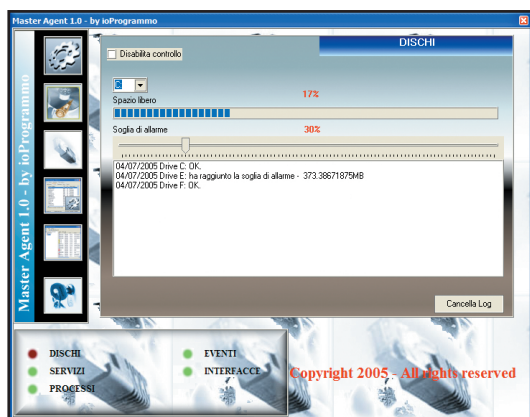 Master Agent 1.0 - by ioProgrammo
Master Agent 1.0 - by ioProgrammo
DISCHI
Disabilita controllo
C:
Spazio libero
17%
Soglia di allarme
30%
04/07/2005 Drive C: OK.
04/07/2005 Drive E: ha raggiunto la soglia di allarme - 373.38671875MB
04/07/2005 Drive F: OK.
Cancella Log
DISCHI
EVENTI
SERVIZI
INTERFACCE
PROCESSI
Copyright 2005 - All rights reserved